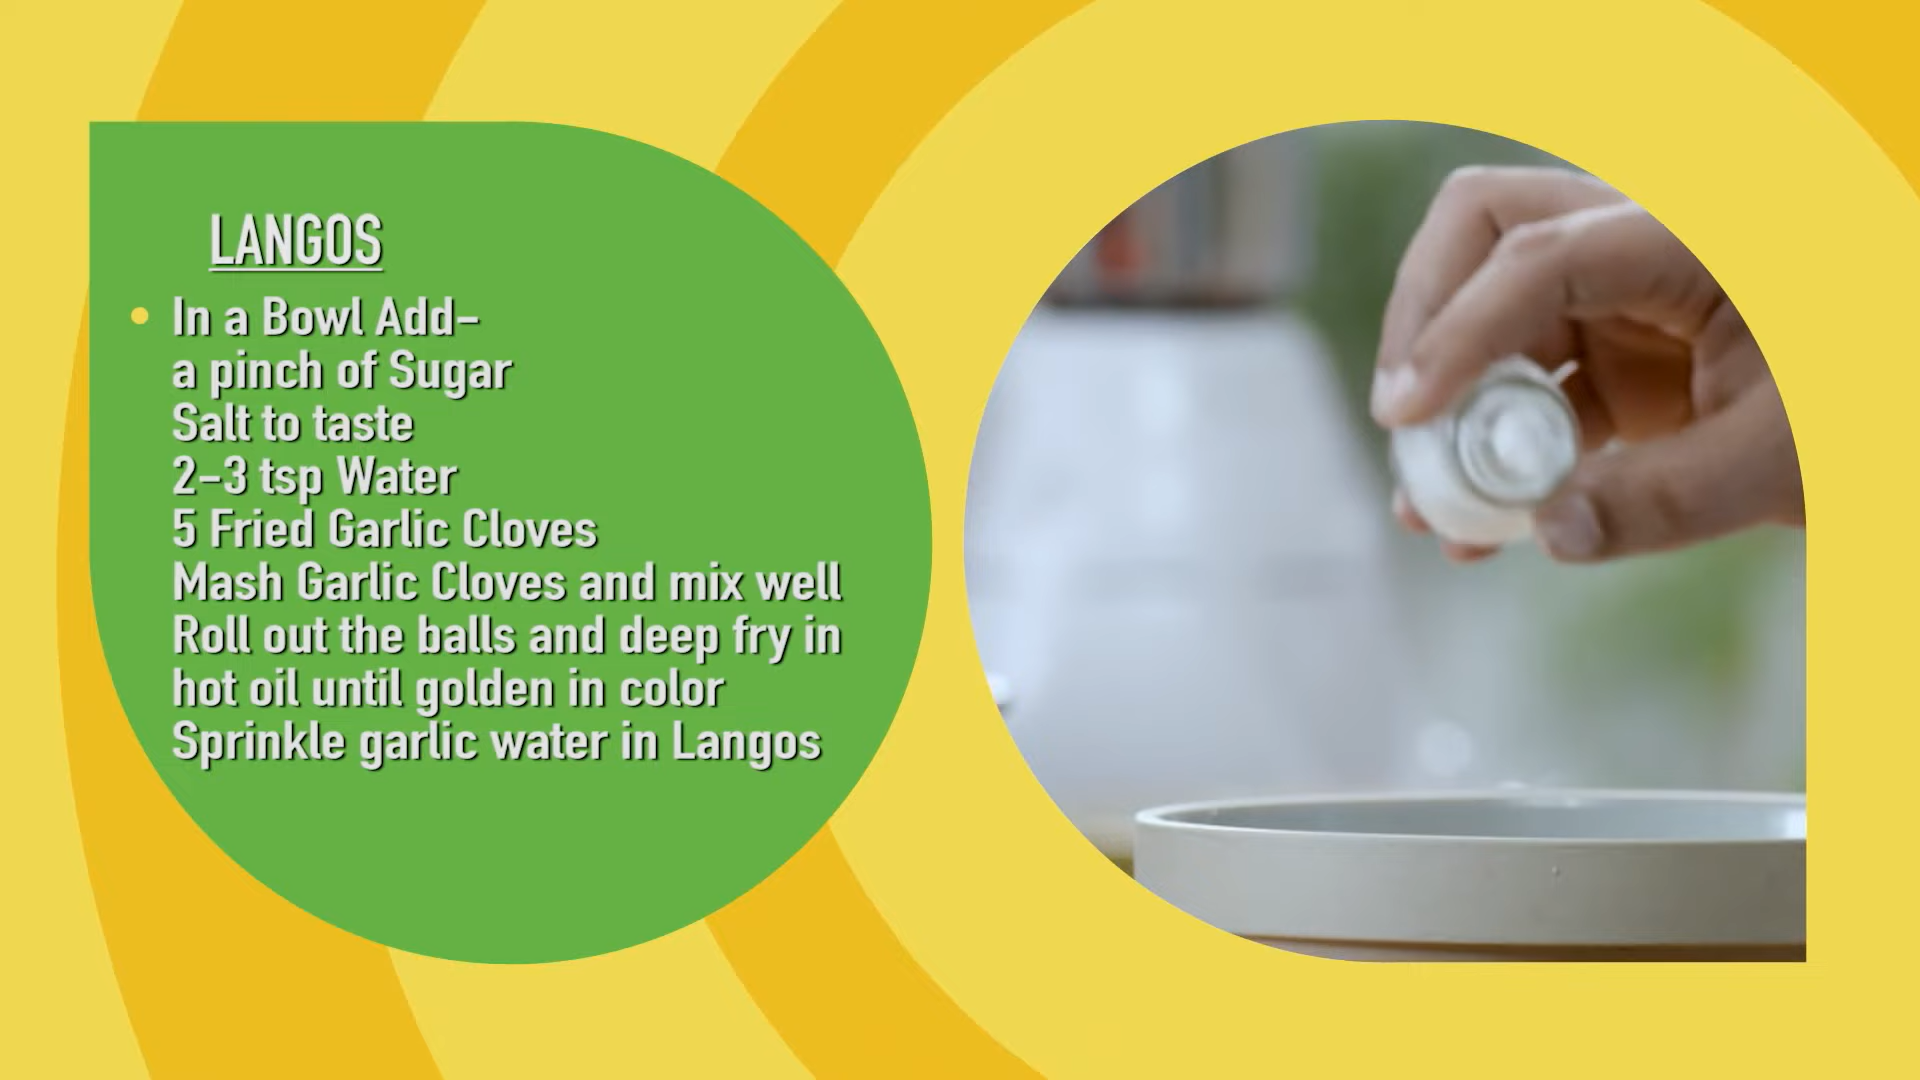 LANGOS
In a Bowl Add-
a pinch of Sugar
Salt to taste
2-3 tsp Water
5 Fried Garlic Cloves
Mash Garlic Cloves and mix well
Roll out the balls and deep fry in
hot oil until golden in color
Sprinkle garlic water in Langos